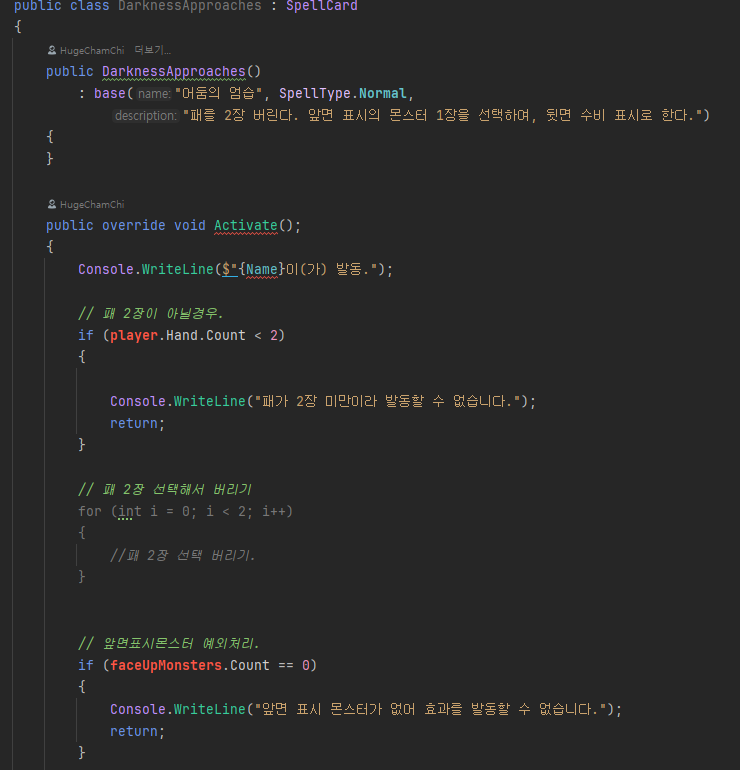 public class DarknessApproaches : SpellCard
{
HugeChamChi 더보기...
public DarknessApproaches()
: base( name: "어둠의 엄습", SpellType.Normal,
description: "패를 2장 버린다. 앞면 표시의 몬스터 1장을 선택하여, 뒷면 수비 표시로 한다.")
{
}
HugeChamChi
public override void Activate();
{
Console.WriteLine($"{Name}이(가) 발동.");
// 패 2장이 아닐경우.
if (player.Hand.Count < 2)
{
Console.WriteLine("패가 2장 미만이라 발동할 수 없습니다.");
return;
}
// 패 2장 선택해서 버리기
for (int i = 0; i < 2; i++)
{
//패 2장 선택 버리기.
}
// 앞면표시몬스터 예외처리.
if (faceUpMonsters.Count == 0)
{
Console.WriteLine("앞면 표시 몬스터가 없어 효과를 발동할 수 없습니다.");
return;
}